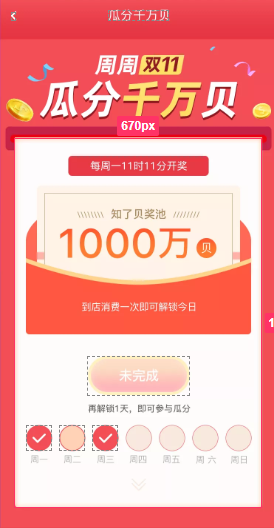 瓜分千万贝
周周双11
瓜分千万贝
670px
每周一11时11分开奖
知了贝奖池
1000万贝
到店消费一次即可解锁今日
1
未完成
再解锁1天，即可参与瓜分
周一 周二 周三 周四 周五 周六 周日